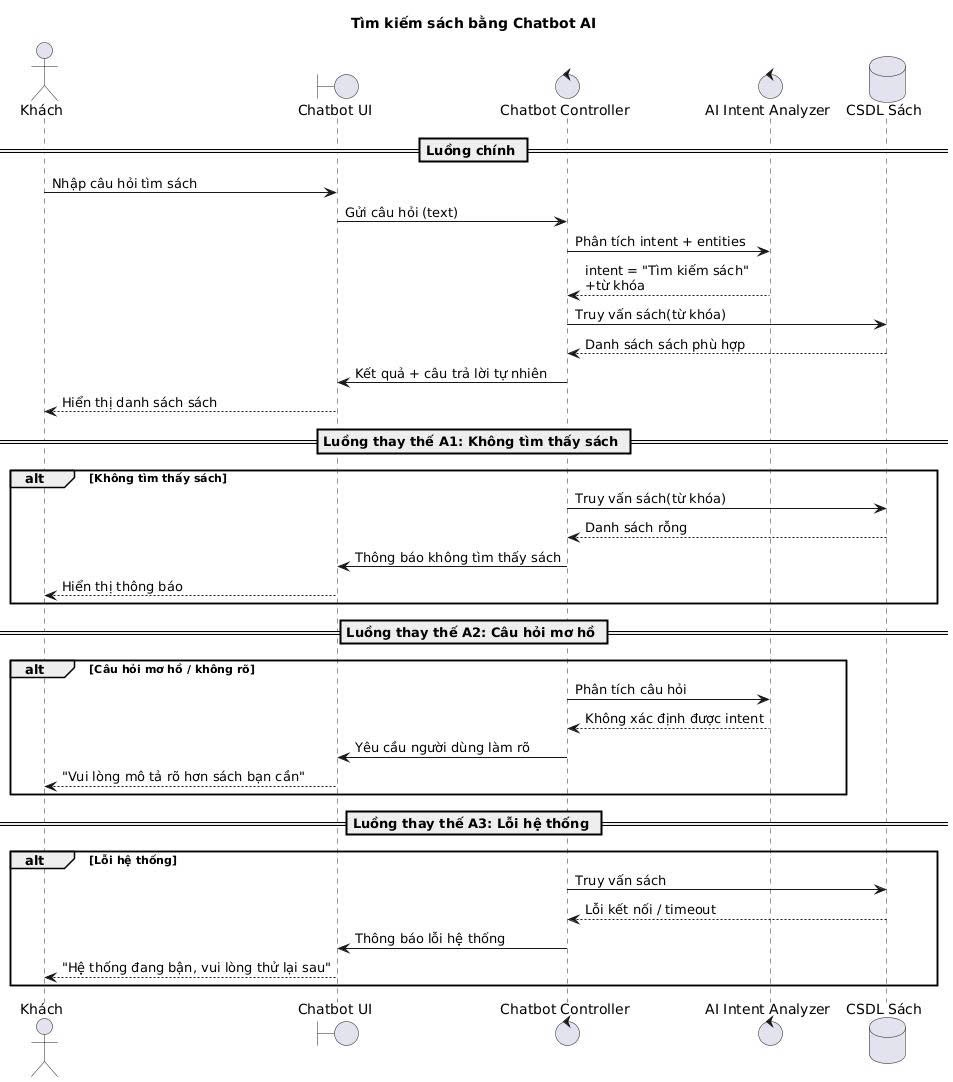 Tìm kiếm sách bằng Chatbot AI
Khách
Chatbot UI
Chatbot Controller
AI Intent Analyzer
CSDL Sách
Luồng chính
Nhập câu hỏi tìm sách
Gửi câu hỏi (text)
Phân tích intent + entities
intent = "Tìm kiếm sách"
+từ khóa
Truy vấn sách(từ khóa)
Danh sách sách phù hợp
Kết quả + câu trả lời tự nhiên
Hiển thị danh sách sách
Luồng thay thế A1: Không tìm thấy sách
alt [Không tìm thấy sách]
Truy vấn sách(từ khóa)
Danh sách rỗng
Thông báo không tìm thấy sách
Hiển thị thông báo
Luồng thay thế A2: Câu hỏi mơ hồ
alt [Câu hỏi mơ hồ / không rõ]
Phân tích câu hỏi
Không xác định được intent
Yêu cầu người dùng làm rõ
"Vui lòng mô tả rõ hơn sách bạn cần"
Luồng thay thế A3: Lỗi hệ thống
alt [Lỗi hệ thống]
Truy vấn sách
Lỗi kết nối / timeout
Thông báo lỗi hệ thống
"Hệ thống đang bận, vui lòng thử lại sau"
Khách
Chatbot UI
Chatbot Controller
AI Intent Analyzer
CSDL Sách